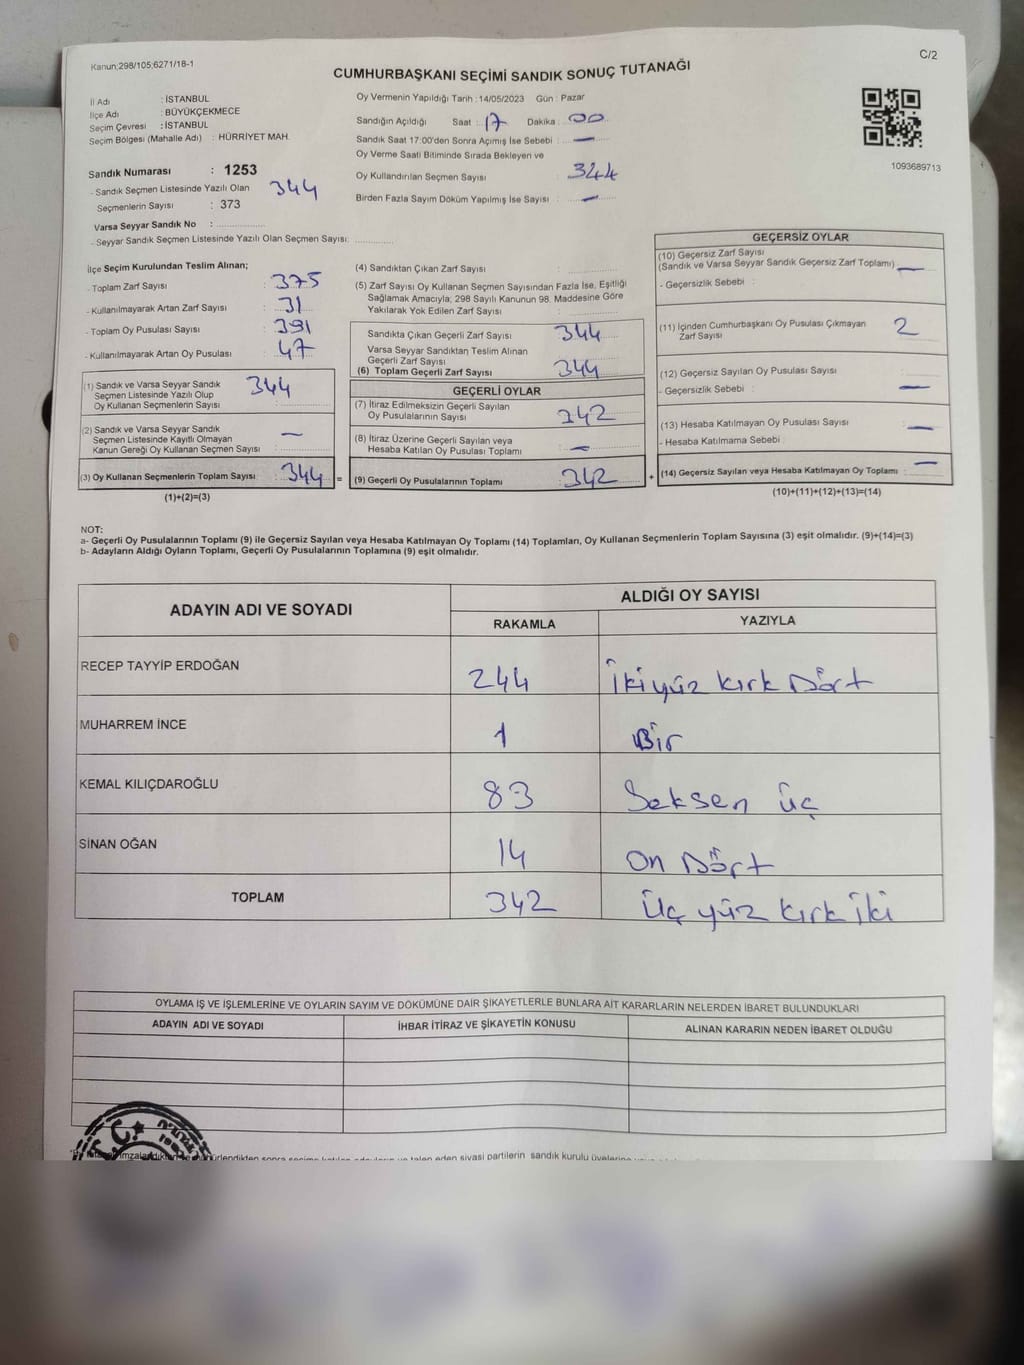 Kanun:298/105;6271/18-1
C/2
CUMHURBAŞKANI SEÇİMİ SANDIK SONUÇ TUTANAĞI
İl Adı : İSTANBUL
İlçe Adı : BÜYÜKÇEKMECE
Seçim Çevresi : İSTANBUL
Seçim Bölgesi (Mahalle Adı) : HÜRRİYET MAH.
Sandık Numarası : 1253
- Sandık Seçmen Listesinde Yazılı Olan 344
Seçmenlerin Sayısı : 373
Varsa Seyyar Sandık No :
- Seyyar Sandık Seçmen Listesinde Yazılı Olan Seçmen Sayısı:
Oy Vermenin Yapıldığı Tarih : 14/05/2023 Gün : Pazar
Sandığın Açıldığı Saat : 17 Dakika : 00
Sandık Saat 17:00'den Sonra Açımış İse Sebebi : —
Oy Verme Saati Bitiminde Sırada Bekleyen ve
Oy Kullandırılan Seçmen Sayısı : 344
Birden Fazla Sayım Döküm Yapılmış İse Sayısı : —
1093689713
İlçe Seçim Kurulundan Teslim Alınan;
- Toplam Zarf Sayısı : 375
- Kullanılmayarak Artan Zarf Sayısı : 31
- Toplam Oy Pusulası Sayısı : 391
- Kullanılmayarak Artan Oy Pusulası : 47
(1) Sandık ve Varsa Seyyar Sandık
Seçmen Listesinde Yazılı Olup 344
Oy Kullanan Seçmenlerin Sayısı :
(2) Sandık ve Varsa Seyyar Sandık
Seçmen Listesinde Kayıtlı Olmayan —
Kanun Gereği Oy Kullanan Seçmen Sayısı :
(3) Oy Kullanan Seçmenlerin Toplam Sayısı : 344 =
(1)+(2)=(3)
(4) Sandıktan Çıkan Zarf Sayısı :
(5) Zarf Sayısı Oy Kullanan Seçmen Sayısından Fazla İse, Eşitliği
Sağlamak Amacıyla; 298 Sayılı Kanunun 98. Maddesine Göre
Yakılarak Yok Edilen Zarf Sayısı :
Sandıkta Çıkan Geçerli Zarf Sayısı : 344
Varsa Seyyar Sandıktan Teslim Alınan
Geçerli Zarf Sayısı
(6) Toplam Geçerli Zarf Sayısı : 344
GEÇERLİ OYLAR
(7) İtiraz Edilmeksizin Geçerli Sayılan
Oy Pusulalarının Sayısı : 342
(8) İtiraz Üzerine Geçerli Sayılan veya
Hesaba Katılan Oy Pusulası Toplamı : —
(9) Geçerli Oy Pusulalarının Toplamı : 342 +
GEÇERSİZ OYLAR
(10) Geçersiz Zarf Sayısı
(Sandık ve Varsa Seyyar Sandık Geçersiz Zarf Toplamı) : —
- Geçersizlik Sebebi :
(11) İçinden Cumhurbaşkanı Oy Pusulası Çıkmayan 2
Zarf Sayısı
(12) Geçersiz Sayılan Oy Pusulası Sayısı :
- Geçersizlik Sebebi : —
(13) Hesaba Katılmayan Oy Pusulası Sayısı : —
- Hesaba Katılmama Sebebi :
(14) Geçersiz Sayılan veya Hesaba Katılmayan Oy Toplamı : —
(10)+(11)+(12)+(13)=(14)
NOT:
a- Geçerli Oy Pusulalarının Toplamı (9) ile Geçersiz Sayılan veya Hesaba Katılmayan Oy Toplamı (14) Toplamları, Oy Kullanan Seçmenlerin Toplam Sayısına (3) eşit olmalıdır. (9)+(14)=(3)
b- Adayların Aldığı Oyların Toplamı, Geçerli Oy Pusulalarının Toplamına (9) eşit olmalıdır.
ADAYIN ADI VE SOYADI
ALDIĞI OY SAYISI
RAKAMLA YAZIYLA
RECEP TAYYİP ERDOĞAN 244 İkiyüz kırk Dört
MUHARREM İNCE 1 Bir
KEMAL KILIÇDAROĞLU 83 Seksen üç
SİNAN OĞAN 14 On Dört
TOPLAM 342 Üç yüz kırk iki
OYLAMA İŞ VE İŞLEMLERİNE VE OYLARIN SAYIM VE DÖKÜMÜNE DAİR ŞİKAYETLERLE BUNLARA AİT KARARLARIN NELERDEN İBARET BULUNDUKLARI
ADAYIN ADI VE SOYADI İHBAR İTİRAZ VE ŞİKAYETİN KONUSU ALINAN KARARIN NEDEN İBARET OLDUĞU
T.C.